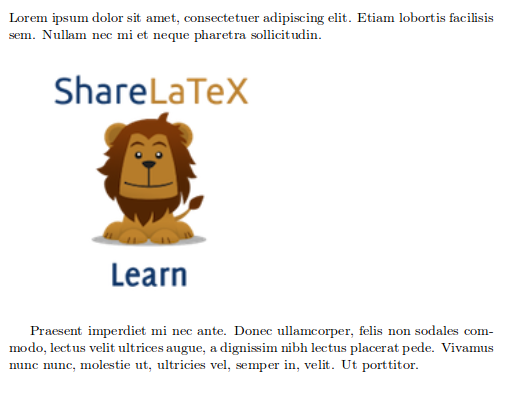 Lorem ipsum dolor sit amet, consectetuer adipiscing elit. Etiam lobortis facilisis
sem. Nullam nec mi et neque pharetra sollicitudin.
ShareLaTeX
Learn
Praesent imperdiet mi nec ante. Donec ullamcorper, felis non sodales com-
modo, lectus velit ultrices augue, a dignissim nibh lectus placerat pede. Vivamus
nunc nunc, molestie ut, ultricies vel, semper in, velit. Ut porttitor.